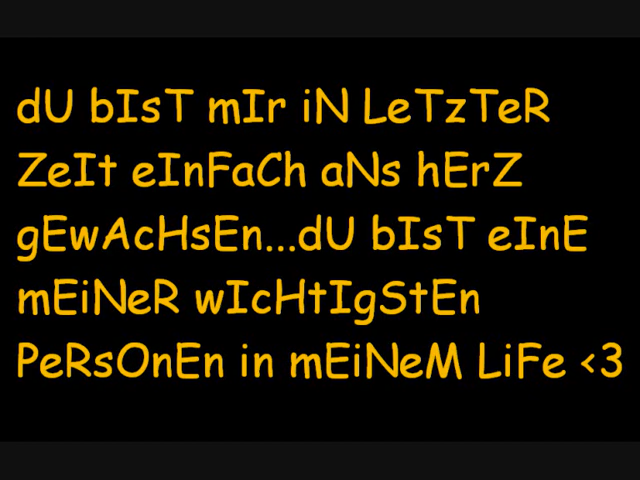 dU bIsT mIr iN LeTzTeR
ZeIt eInFaCh aNs hErZ
gEwAcHsEn...dU bIsT eInE
mEiNeR wIcHtIgStEn
PeRsOnEn in mEiNeM LiFe <3